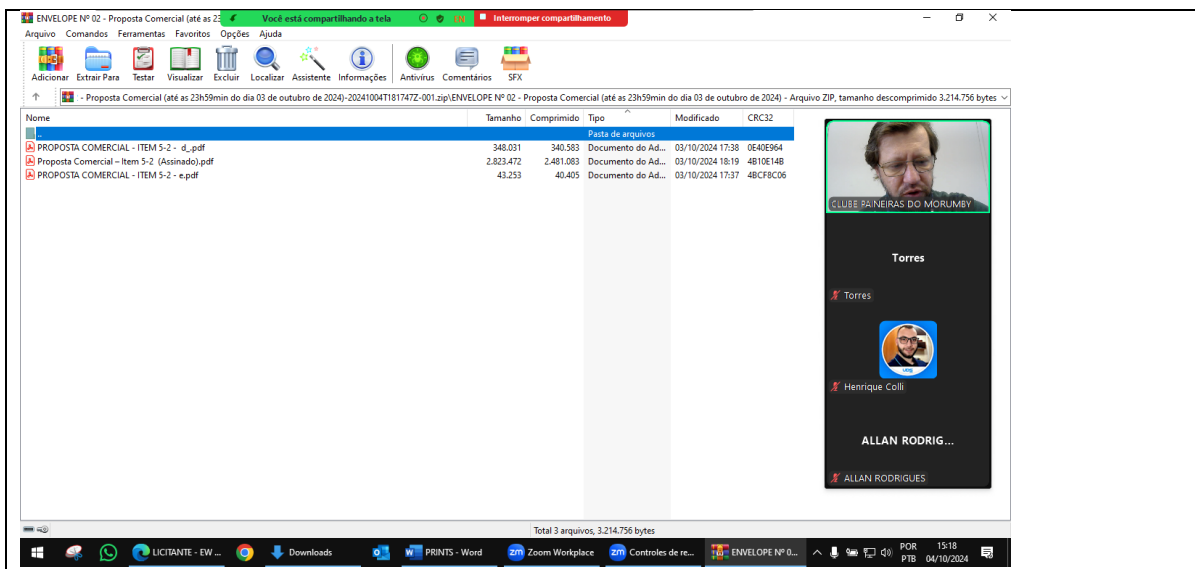 ENVELOPE Nº 02 - Proposta Comercial (até as 23
Você está compartilhando a tela
EN
Interromper compartilhamento
Arquivo Comandos Ferramentas Favoritos Opções Ajuda
Adicionar Extrair Para Testar Visualizar Excluir Localizar Assistente Informações Antivírus Comentários SFX
- Proposta Comercial (até as 23h59min do dia 03 de outubro de 2024)-20241004T181747Z-001.zip\ENVELOPE Nº 02 - Proposta Comercial (até as 23h59min do dia 03 de outubro de 2024) - Arquivo ZIP, tamanho descomprimido 3.214.756 bytes
Nome Tamanho Comprimido Tipo Modificado CRC32
.. Pasta de arquivos
PROPOSTA COMERCIAL - ITEM 5-2 - d_.pdf 348.031 340.583 Documento do Ad... 03/10/2024 17:38 0E40E964
Proposta Comercial – Item 5-2 (Assinado).pdf 2.823.472 2.481.083 Documento do Ad... 03/10/2024 18:19 4B10E14B
PROPOSTA COMERCIAL - ITEM 5-2 - e.pdf 43.253 40.405 Documento do Ad... 03/10/2024 17:37 4BCF8C06
CLUBE PAINEIRAS DO MORUMBY
Torres
Torres
Henrique Colli
ALLAN RODRIG...
ALLAN RODRIGUES
Total 3 arquivos, 3.214.756 bytes
LICITANTE - EW ... Downloads PRINTS - Word Zoom Workplace Controles de re... ENVELOPE Nº 0...
POR 15:18
PTB 04/10/2024